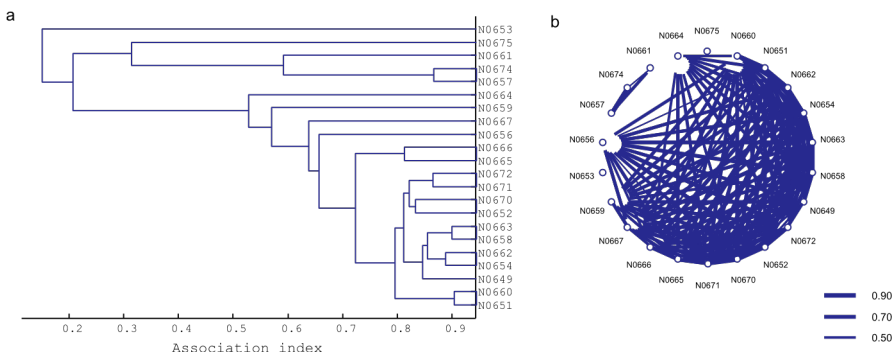 a
N0653
N0675
N0661
N0674
N0657
N0664
N0659
N0667
N0656
N0666
N0665
N0672
N0671
N0670
N0652
N0663
N0658
N0662
N0654
N0649
N0660
N0651
0.2 0.3 0.4 0.5 0.6 0.7 0.8 0.9
Association index
b
N0675
N0664 N0660
N0661 N0651
N0674 N0662
N0657 N0654
N0656 N0663
N0653 N0658
N0659 N0649
N0667 N0672
N0666 N0652
N0665 N0670
N0671
0.90
0.70
0.50